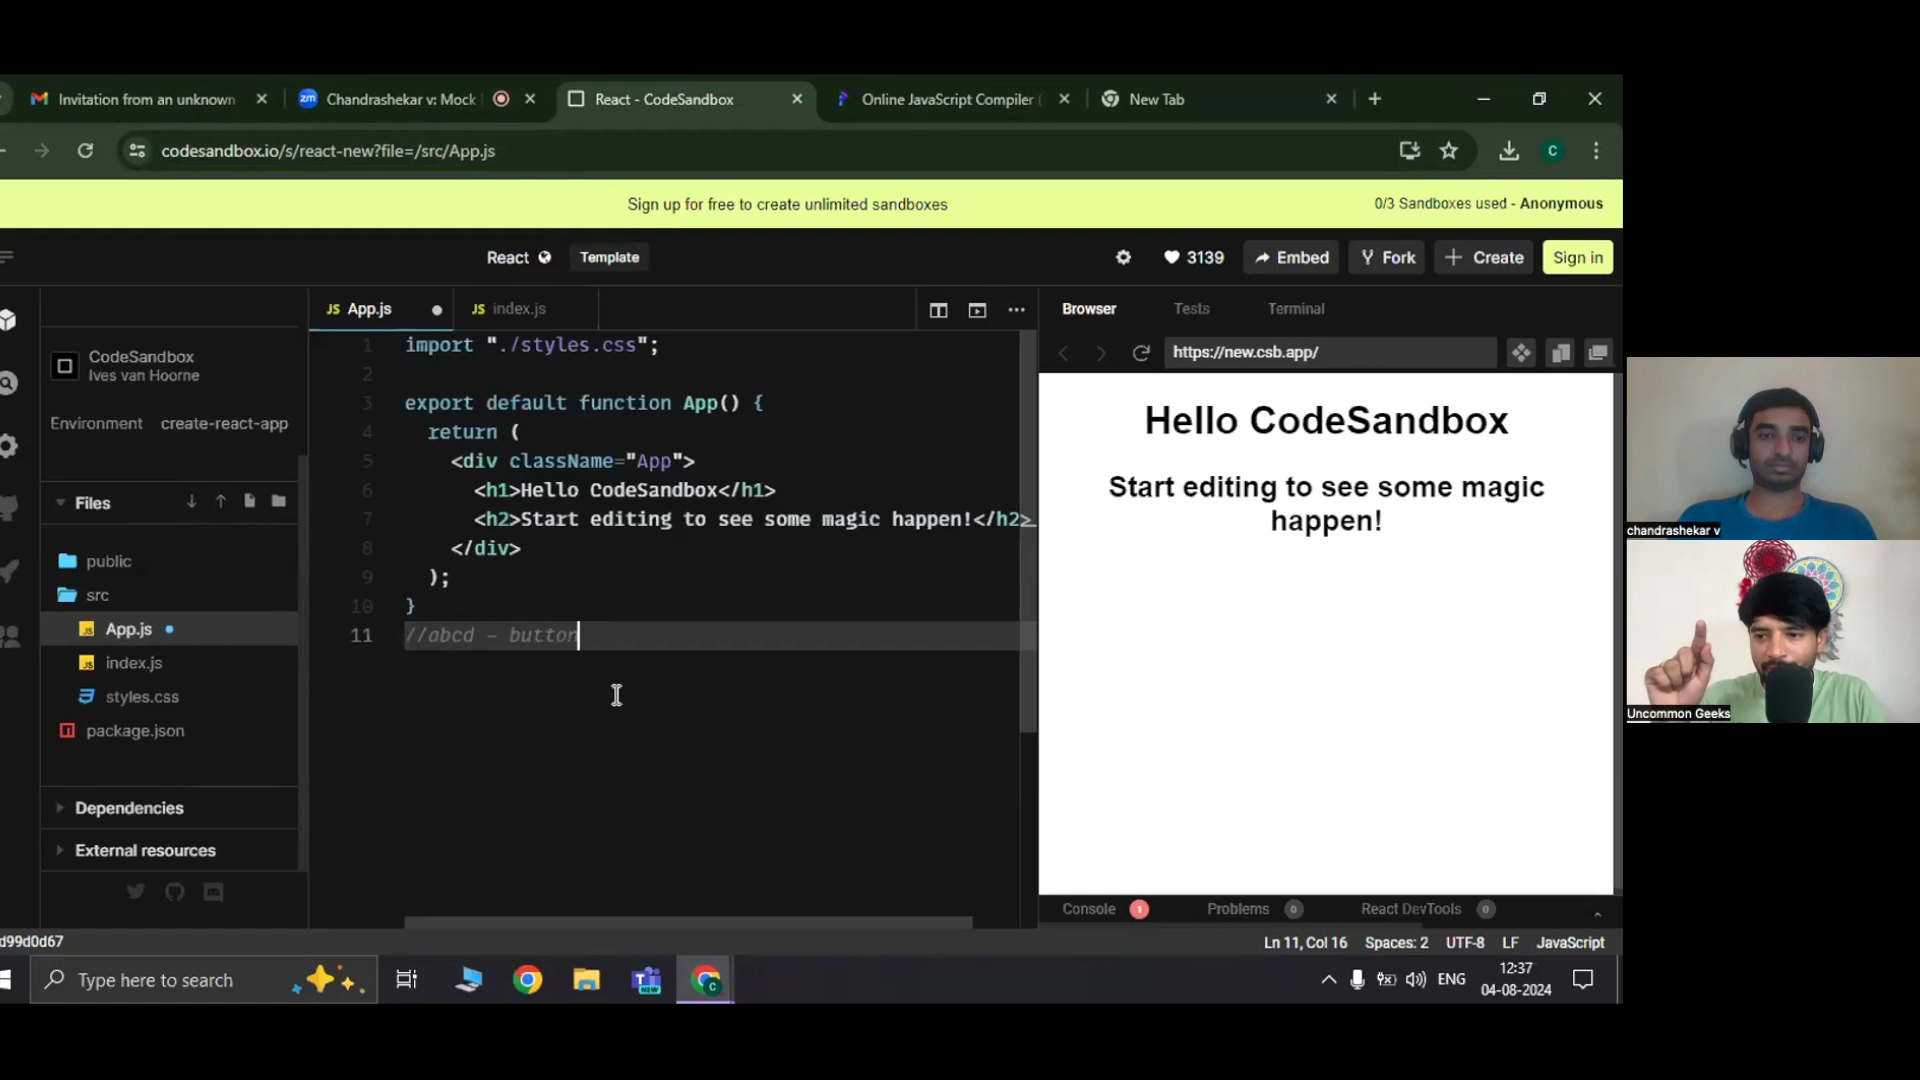 Invitation from an unknown
zm Chandrashekar v: Mock
React - CodeSandbox
Online JavaScript Compiler (
New Tab
codesandbox.io/s/react-new?file=/src/App.js
C
Sign up for free to create unlimited sandboxes
0/3 Sandboxes used - Anonymous
React
Template
3139
Embed
Fork
Create
Sign in
CodeSandbox
Ives van Hoorne
Environment create-react-app
Files
public
src
JS App.js
JS index.js
styles.css
package.json
Dependencies
External resources
JS App.js
JS index.js
1 import "./styles.css";
2
3 export default function App() {
4 return (
5 <div className="App">
6 <h1>Hello CodeSandbox</h1>
7 <h2>Start editing to see some magic happen!</h2>
8 </div>
9 );
10 }
11 //abcd - button
Browser
Tests
Terminal
https://new.csb.app/
Hello CodeSandbox
Start editing to see some magic
happen!
chandrashekar v
Uncommon Geeks
Console 1
Problems 0
React DevTools 0
d99d0d67
Ln 11, Col 16 Spaces: 2 UTF-8 LF JavaScript
Type here to search
NEW
C
ENG
12:37
04-08-2024